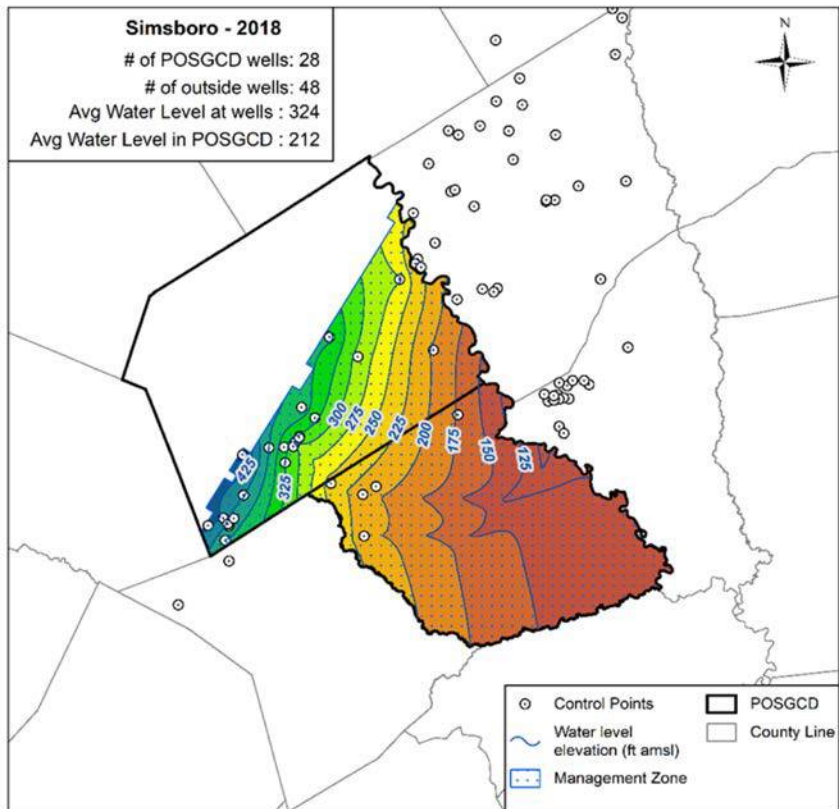 Simsboro - 2018
# of POSGCD wells: 28
# of outside wells: 48
Avg Water Level at wells : 324
Avg Water Level in POSGCD : 212
N
300
275
250
225
200
175
150
125
425
325
Control Points
POSGCD
Water level
elevation (ft amsl)
County Line
Management Zone